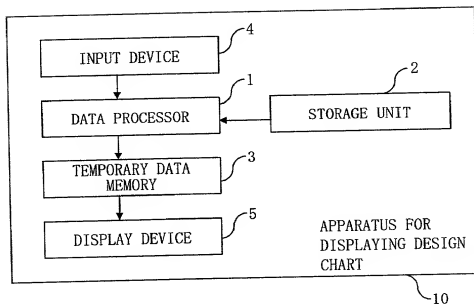 4
INPUT DEVICE
1
2
DATA PROCESSOR
STORAGE UNIT
3
TEMPORARY DATA
MEMORY
5
DISPLAY DEVICE
APPARATUS FOR
DISPLAYING DESIGN
CHART
10